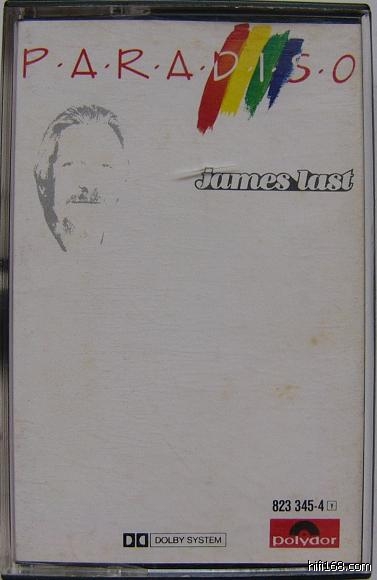 P·A·R·A·D·I·S·O
james last
823 345-4 Y
DOLBY SYSTEM
polydor
hifi168.com